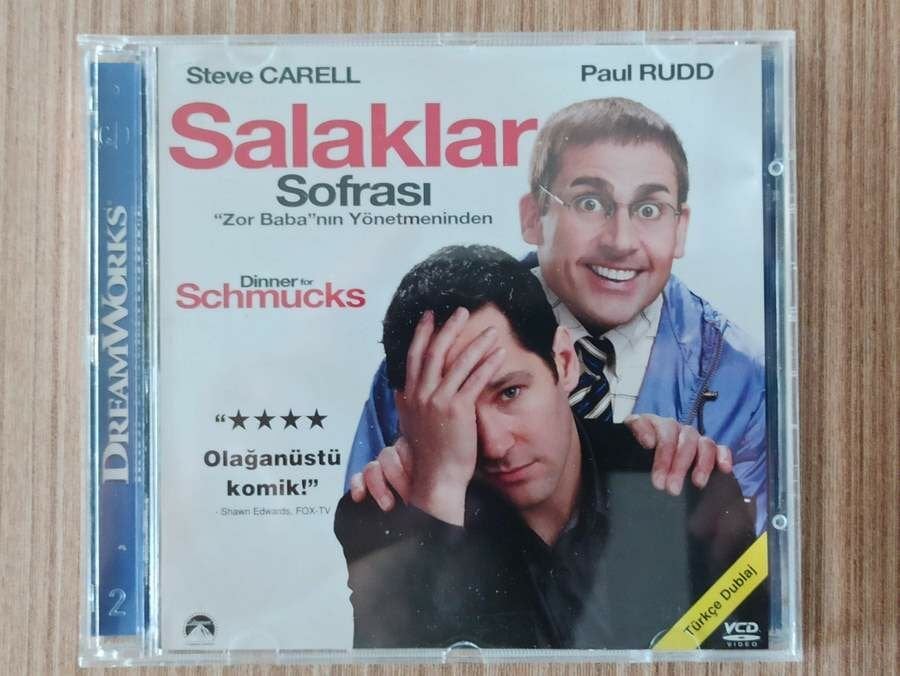 Steve CARELL
Paul RUDD
Salaklar
Sofrası
"Zor Baba"nın Yönetmeninden
Dinner for
Schmucks
"★★★★
Olağanüstü
komik!"
- Shawn Edwards, FOX-TV
DREAMWORKS
2
Türkçe Dublaj
VCD
VIDEO